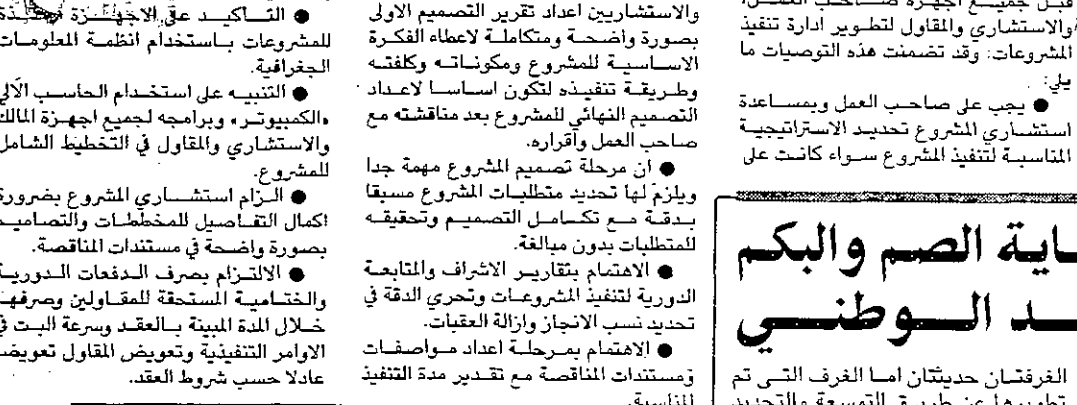 قبل جميع اجهزة صاحب العمل
والاستشاري والمقاول لتطوير ادارة تنفيذ
المشروعات: وقد تضمنت هذه التوصيات ما
يلي:
● يجب على صاحب العمل وبمساعدة
استشاري المشروع تحديد الاستراتيجية
المناسبة لتنفيذ المشروع سواء كانت على
ـاية الصم والبكم
ـد الوطني
الغرفتان حديثتان اما الغرف التي تم
تطويرها عن طريق التوسعة والتجديد
والاستشاريين اعداد تقرير التصميم الاولى
بصورة واضحة ومتكاملة لاعطاء الفكرة
الاساسية للمشروع ومكوناته وكلفته
وطريقة تنفيذه لتكون اساسا لاعداد
التصميم النهائي للمشروع بعد مناقشته مع
صاحب العمل وأقراره.
● ان مرحلة تصميم المشروع مهمة جدا
ويلزم لها تحديد متطلبات المشروع مسبقا
بدقة مع تكامل التصميم وتحقيقه
للمتطلبات بدون مبالغة.
● الاهتمام بتقارير الاشراف والمتابعة
الدورية لتنفيذ المشروعات وتحري الدقة في
تحديد نسب الانجاز وازالة العقبات.
● الاهتمام بمرحلة اعداد مواصفات
ومستندات المناقصة مع تقدير مدة التنفيذ
المناسبة.
● التاكيد على الاجهزة
للمشروعات باستخدام انظمة المعلومات
الجغرافية.
● التنبيه على استخدام الحاسب الآلي
«الكمبيوتر» وبرامجه لجميع اجهزة المالك
والاستشاري والمقاول في التخطيط الشامل
للمشروع.
● الزام استشاري المشروع بضرورة
اكمال التفاصيل للمخططات والتصاميم
بصورة واضحة في مستندات المناقصة.
● الالتزام بصرف الدفعات الدورية
والختامية المستحقة للمقاولين وصرفها
خلال المدة المبينة بالعقد وسرعة البت في
الاوامر التنفيذية وتعويض المقاول تعويضا
عادلا حسب شروط العقد.